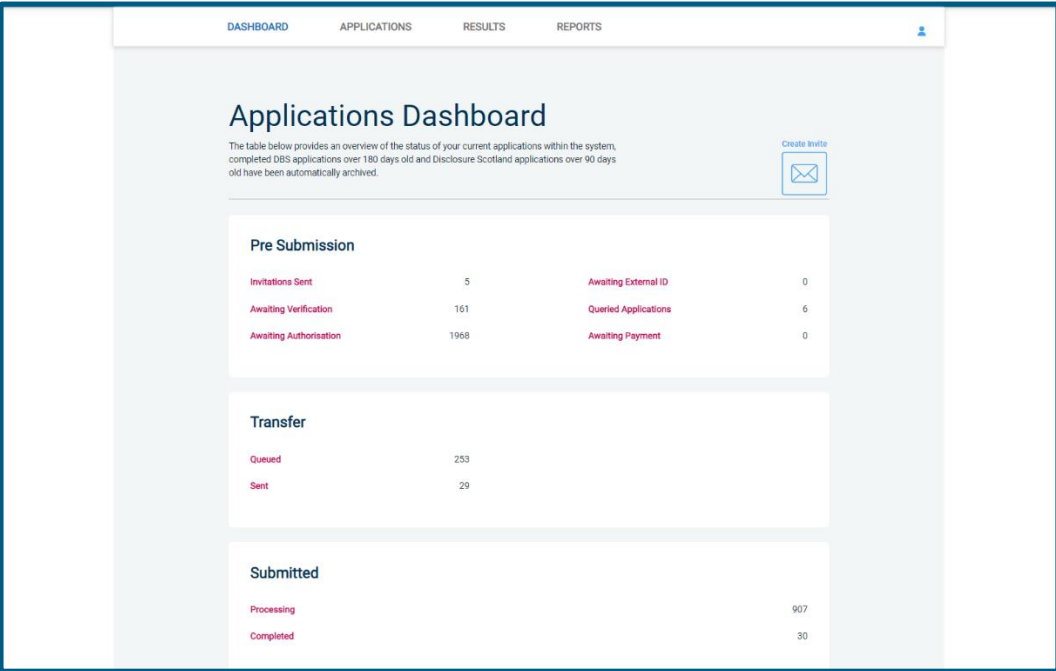 DASHBOARD APPLICATIONS RESULTS REPORTS
Applications Dashboard
The table below provides an overview of the status of your current applications within the system,
completed DBS applications over 180 days old and Disclosure Scotland applications over 90 days
old have been automatically archived.
Create Invite
Pre Submission
Invitations Sent 5 Awaiting External ID 0
Awaiting Verification 161 Queried Applications 6
Awaiting Authorisation 1968 Awaiting Payment 0
Transfer
Queued 253
Sent 29
Submitted
Processing 907
Completed 30